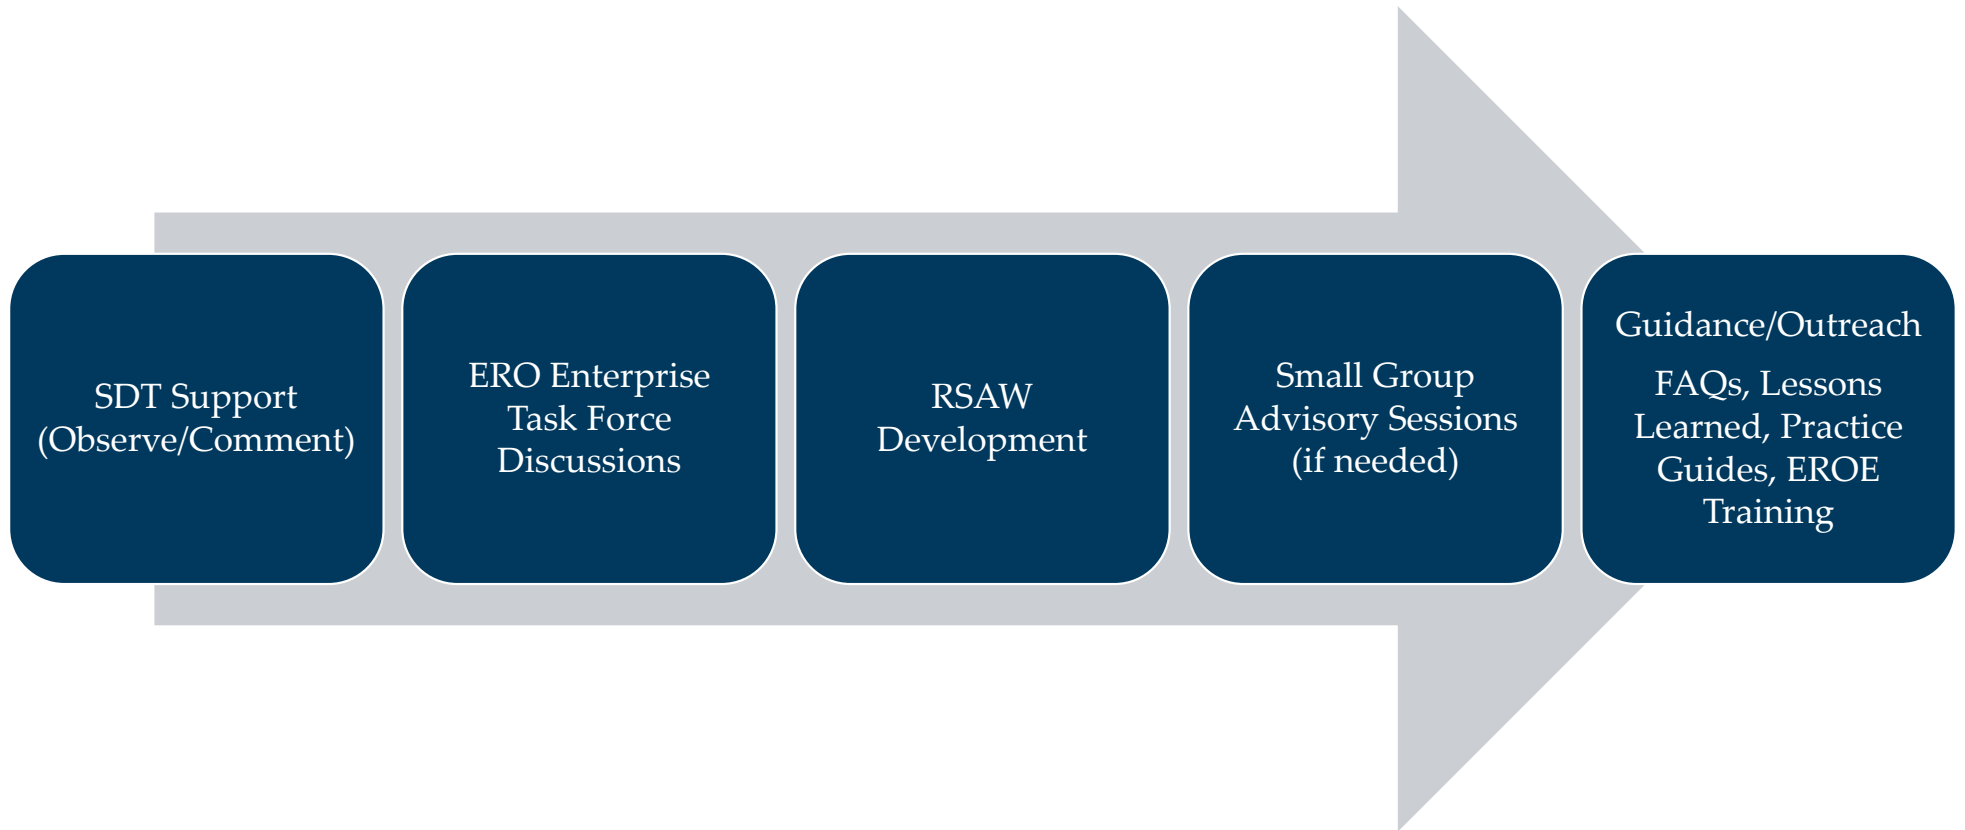 SDT Support
(Observe/Comment)
ERO Enterprise
Task Force
Discussions
RSAW
Development
Small Group
Advisory Sessions
(if needed)
Guidance/Outreach
FAQs, Lessons
Learned, Practice
Guides, EROE
Training